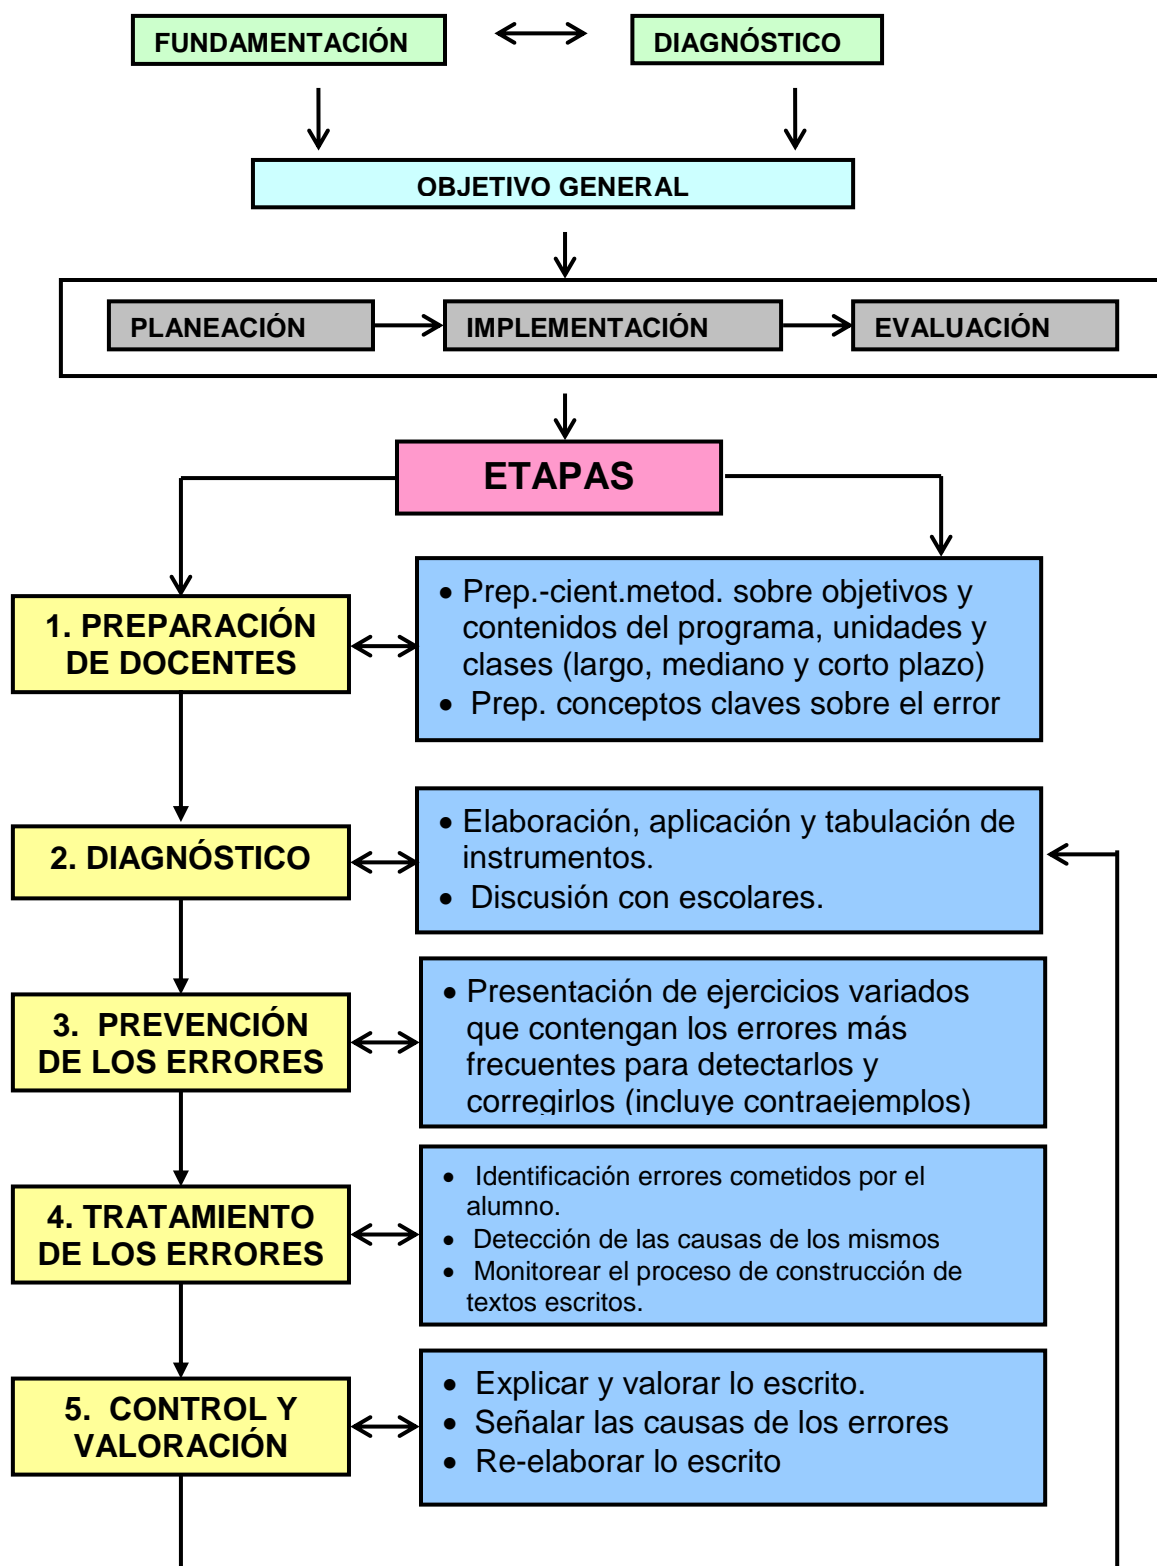 FUNDAMENTACIÓN
DIAGNÓSTICO
OBJETIVO GENERAL
PLANEACIÓN
IMPLEMENTACIÓN
EVALUACIÓN
ETAPAS
1. PREPARACIÓN
DE DOCENTES
• Prep.-cient.metod. sobre objetivos y
contenidos del programa, unidades y
clases (largo, mediano y corto plazo)
• Prep. conceptos claves sobre el error
2. DIAGNÓSTICO
• Elaboración, aplicación y tabulación de
instrumentos.
• Discusión con escolares.
3. PREVENCIÓN
DE LOS ERRORES
• Presentación de ejercicios variados
que contengan los errores más
frecuentes para detectarlos y
corregirlos (incluye contraejemplos)
4. TRATAMIENTO
DE LOS ERRORES
• Identificación errores cometidos por el
alumno.
• Detección de las causas de los mismos
• Monitorear el proceso de construcción de
textos escritos.
5. CONTROL Y
VALORACIÓN
• Explicar y valorar lo escrito.
• Señalar las causas de los errores
• Re-elaborar lo escrito